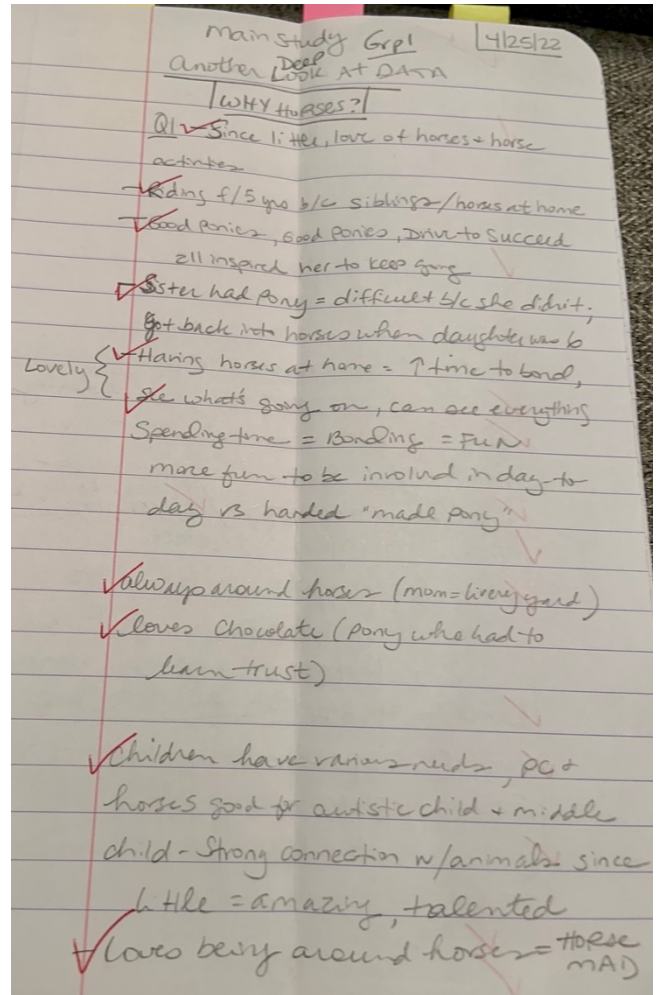 main study Grp1
4/25/22
another Deep Look At DATA
WHY HORSES?
Q1 - Since little, love of horses + horse
activities
- Riding f/5 yrs b/c siblings/horses at home
- Good ponies, Good ponies, Drive to succeed
all inspired her to keep going
- Sister had pony = difficult b/c she didn't;
got back into horses when daughter was 6
Lovely { - Having horses at home = ↑ time to bond,
see what's going on, can see everything
Spending time = Bonding = FUN
more fun to be involved in day-to
day vs handed "made pony"
always around horses (mom = livery yard)
loves Chocolate (pony who had to
learn trust)
Children have various needs, PC +
horses good for autistic child + middle
child - Strong connection w/animals since
little = amazing, talented
- loves being around horses = HORSE
MAD